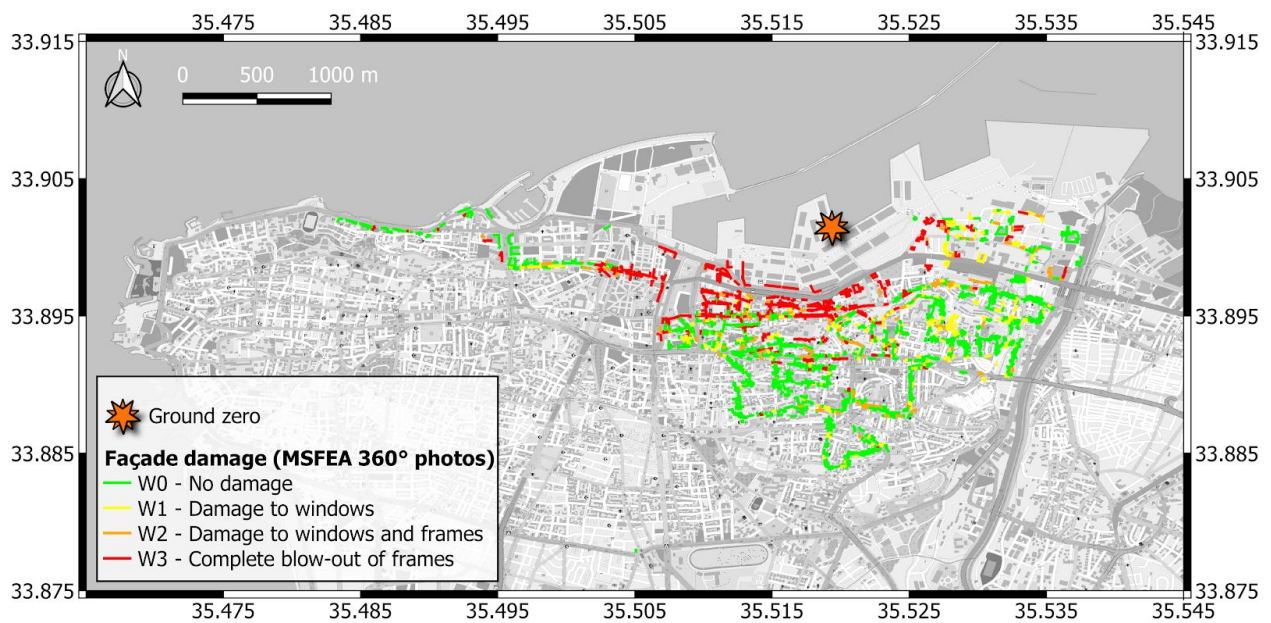 35.475 35.485 35.495 35.505 35.515 35.525 35.535 35.545
33.915 33.915
N
0 500 1000 m
33.905 33.905
33.895 33.895
Ground zero
Façade damage (MSFEA 360° photos)
W0 - No damage
W1 - Damage to windows
W2 - Damage to windows and frames
W3 - Complete blow-out of frames
33.885 33.885
33.875 33.875
35.475 35.485 35.495 35.505 35.515 35.525 35.535 35.545